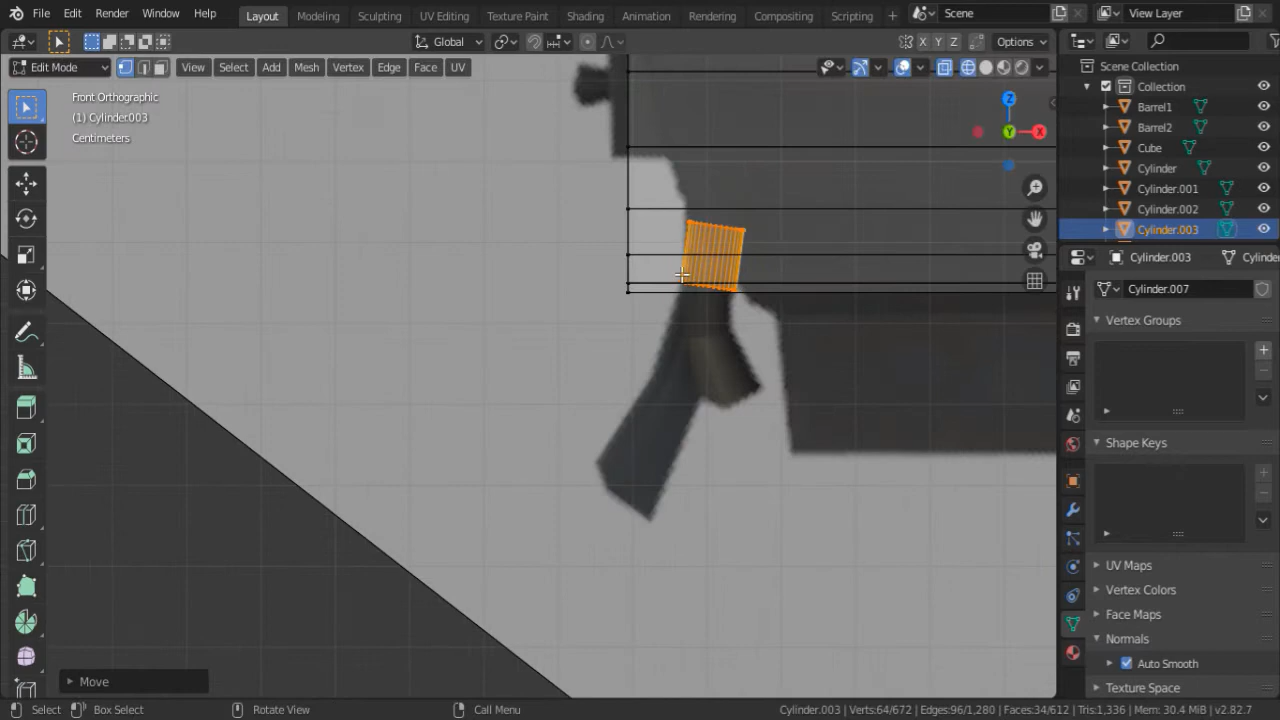 File Edit Render Window Help
Layout Modeling Sculpting UV Editing Texture Paint Shading Animation Rendering Compositing Scripting
Scene
View Layer
Global
Options
Edit Mode View Select Add Mesh Vertex Edge Face UV
Front Orthographic
(1) Cylinder.003
Centimeters
Z
Y
X
X Y Z
Scene Collection
Collection
Barrel1
Barrel2
Cube
Cylinder
Cylinder.001
Cylinder.002
Cylinder.003
Cylinder.003
Cylinder.007
Vertex Groups
Shape Keys
UV Maps
Vertex Colors
Face Maps
Normals
Auto Smooth
Texture Space
Move
Select Box Select Rotate View Call Menu
Cylinder.003 | Verts:64/672 | Edges:96/1,280 | Faces:34/612 | Tris:1,336 | Mem: 30.4 MiB | v2.82.7